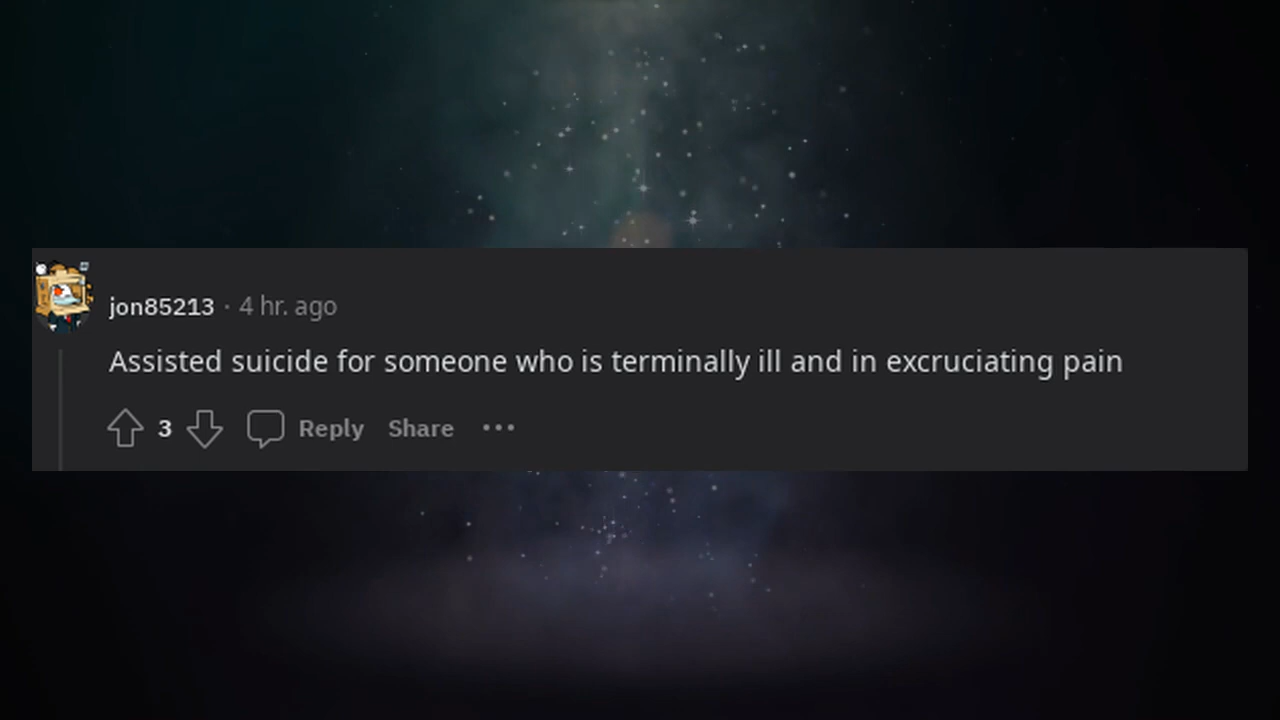 jon85213 · 4 hr. ago
Assisted suicide for someone who is terminally ill and in excruciating pain
3 Reply Share •••